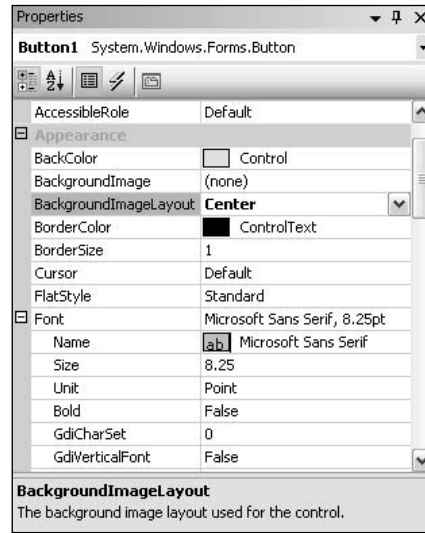 Properties
Button1 System.Windows.Forms.Button
AccessibleRole Default
Appearance
BackColor Control
BackgroundImage (none)
BackgroundImageLayout Center
BorderColor ControlText
BorderSize 1
Cursor Default
FlatStyle Standard
Font Microsoft Sans Serif, 8.25pt
Name ab Microsoft Sans Serif
Size 8.25
Unit Point
Bold False
GdiCharSet 0
GdiVerticalFont False
BackgroundImageLayout
The background image layout used for the control.